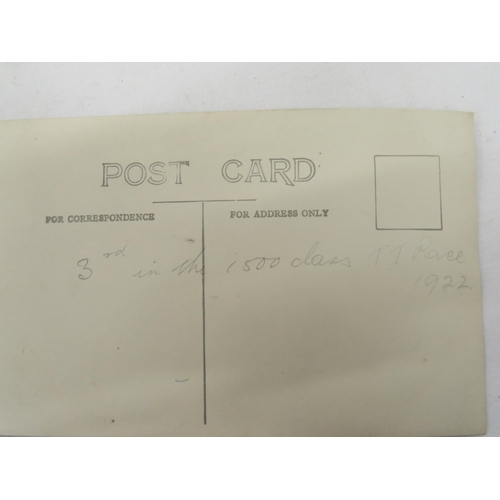 POST CARD
FOR CORRESPONDENCE
FOR ADDRESS ONLY
3rd in the 1500 class TT Race
1922